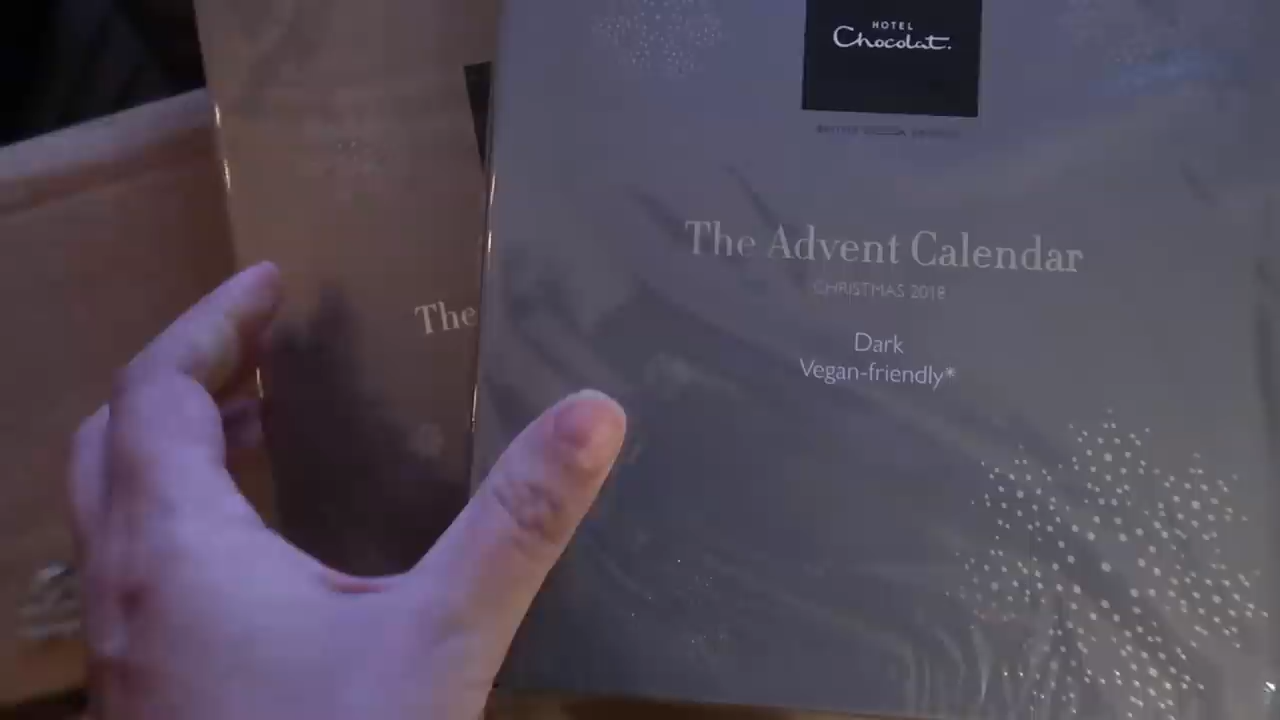 HOTEL
Chocolat.
The Advent Calendar
CHRISTMAS 2018
Dark
Vegan-friendly*
The